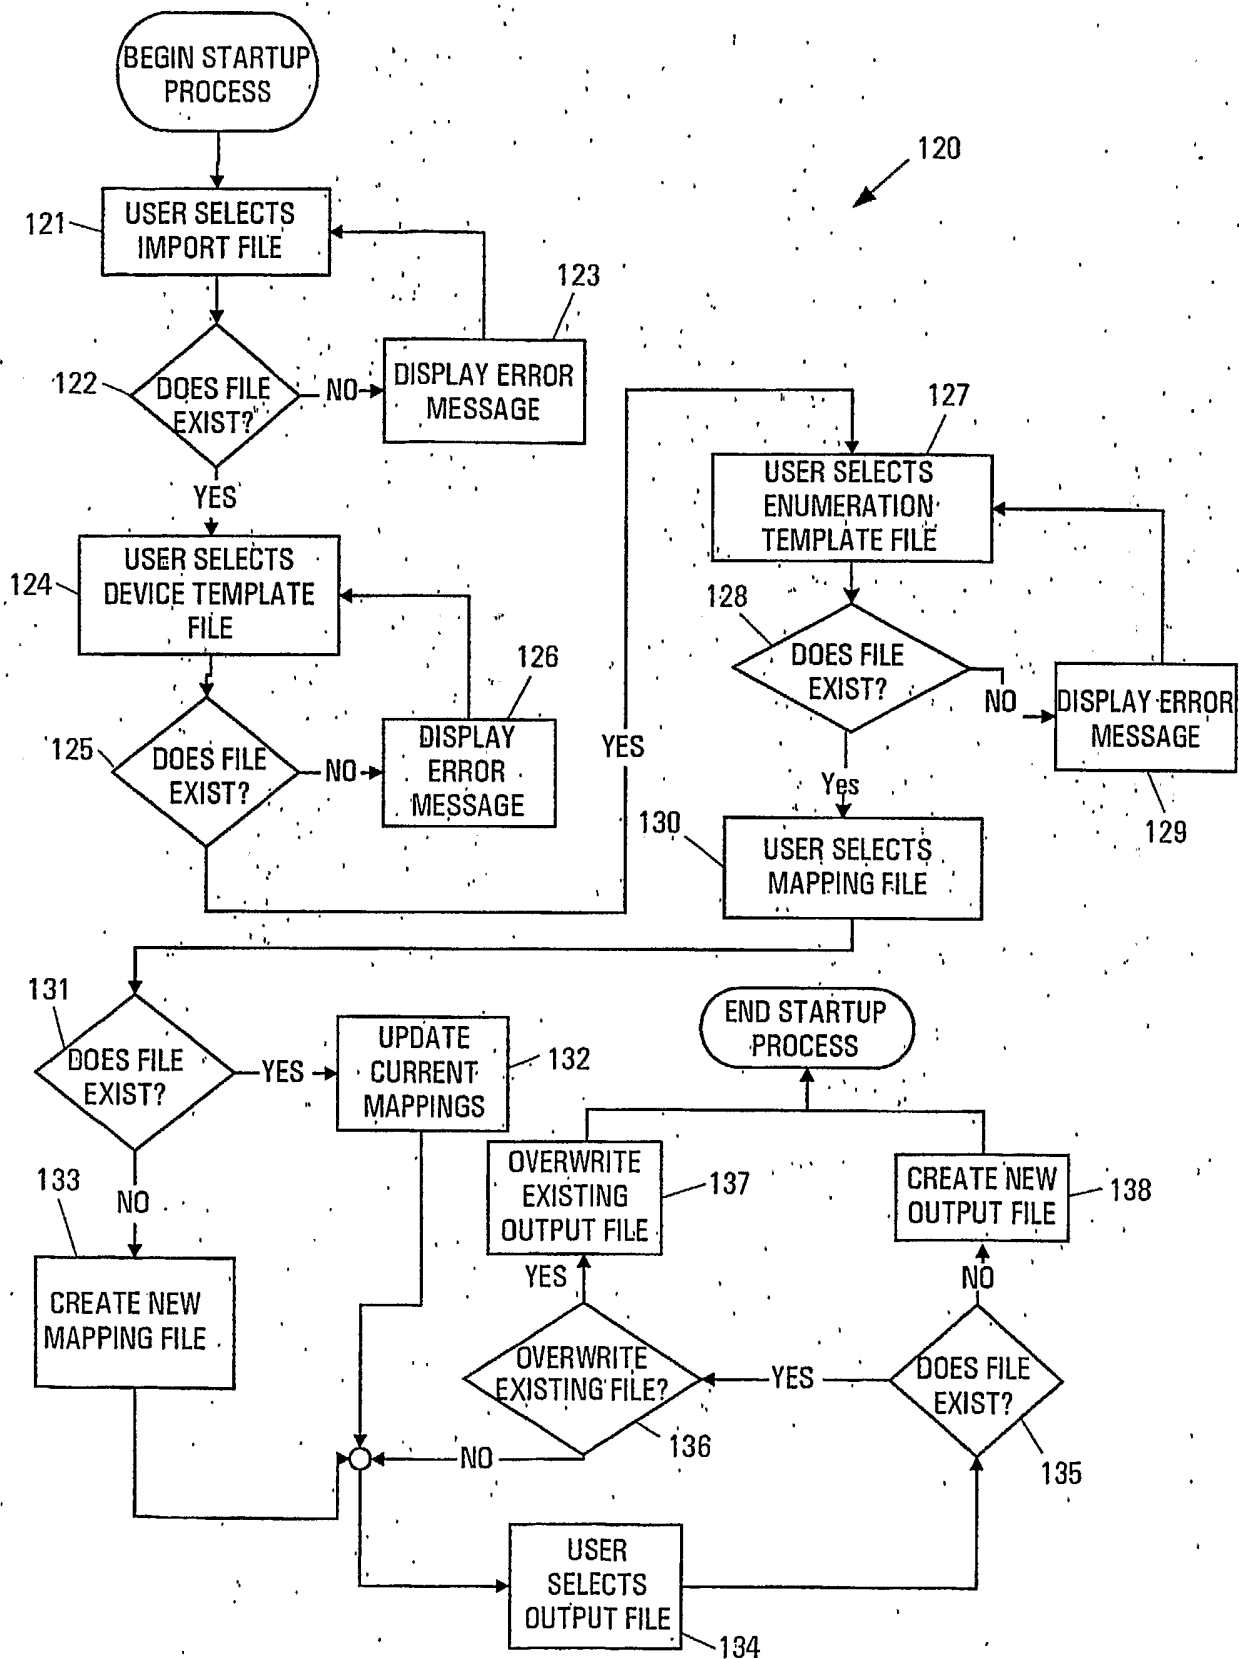 BEGIN STARTUP
PROCESS
120
121
USER SELECTS
IMPORT FILE
123
122
DOES FILE
EXIST?
NO
DISPLAY ERROR
MESSAGE
YES
124
USER SELECTS
DEVICE TEMPLATE
FILE
126
125
DOES FILE
EXIST?
NO
DISPLAY
ERROR
MESSAGE
YES
127
USER SELECTS
ENUMERATION
TEMPLATE FILE
128
DOES FILE
EXIST?
NO
DISPLAY ERROR
MESSAGE
129
Yes
130
USER SELECTS
MAPPING FILE
131
DOES FILE
EXIST?
YES
UPDATE
CURRENT
MAPPINGS
132
NO
133
CREATE NEW
MAPPING FILE
END STARTUP
PROCESS
OVERWRITE
EXISTING
OUTPUT FILE
137
CREATE NEW
OUTPUT FILE
138
YES
NO
OVERWRITE
EXISTING FILE?
136
YES
DOES FILE
EXIST?
135
NO
USER
SELECTS
OUTPUT FILE
134